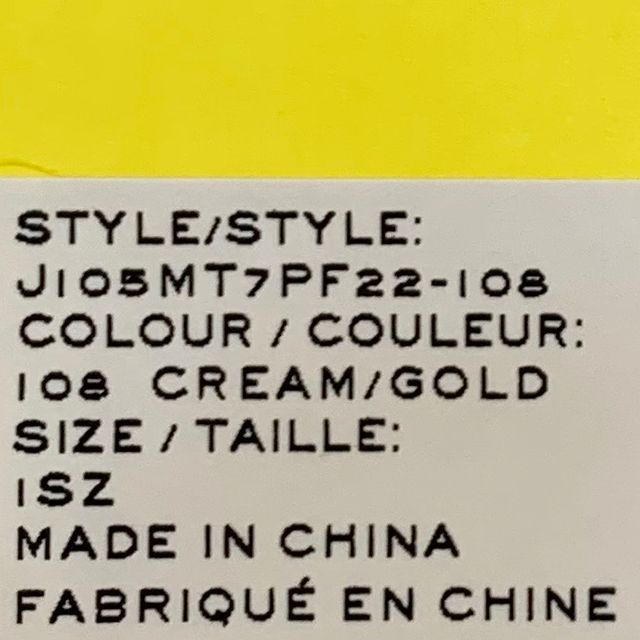 STYLE/STYLE:
J105MT7PF22-108
COLOUR / COULEUR:
108 CREAM/GOLD
SIZE / TAILLE:
1SZ
MADE IN CHINA
FABRIQUÉ EN CHINE